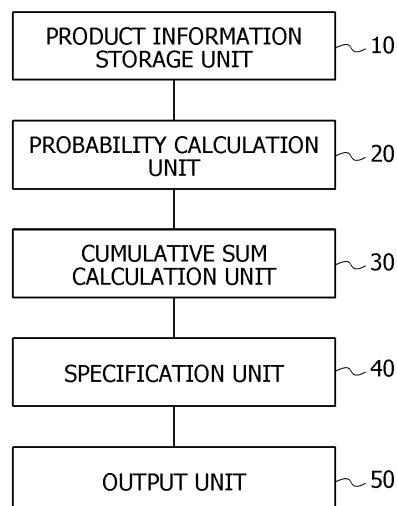 PRODUCT INFORMATION
STORAGE UNIT
10
PROBABILITY CALCULATION
UNIT
20
CUMULATIVE SUM
CALCULATION UNIT
30
SPECIFICATION UNIT
40
OUTPUT UNIT
50